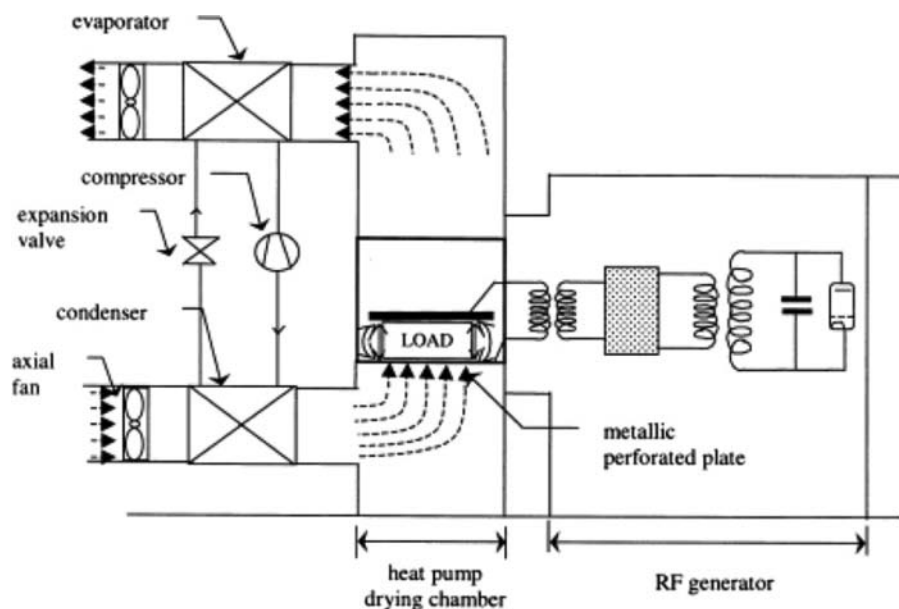 evaporator
compressor
expansion
valve
condenser
axial
fan
LOAD
metallic
perforated plate
heat pump
drying chamber
RF generator